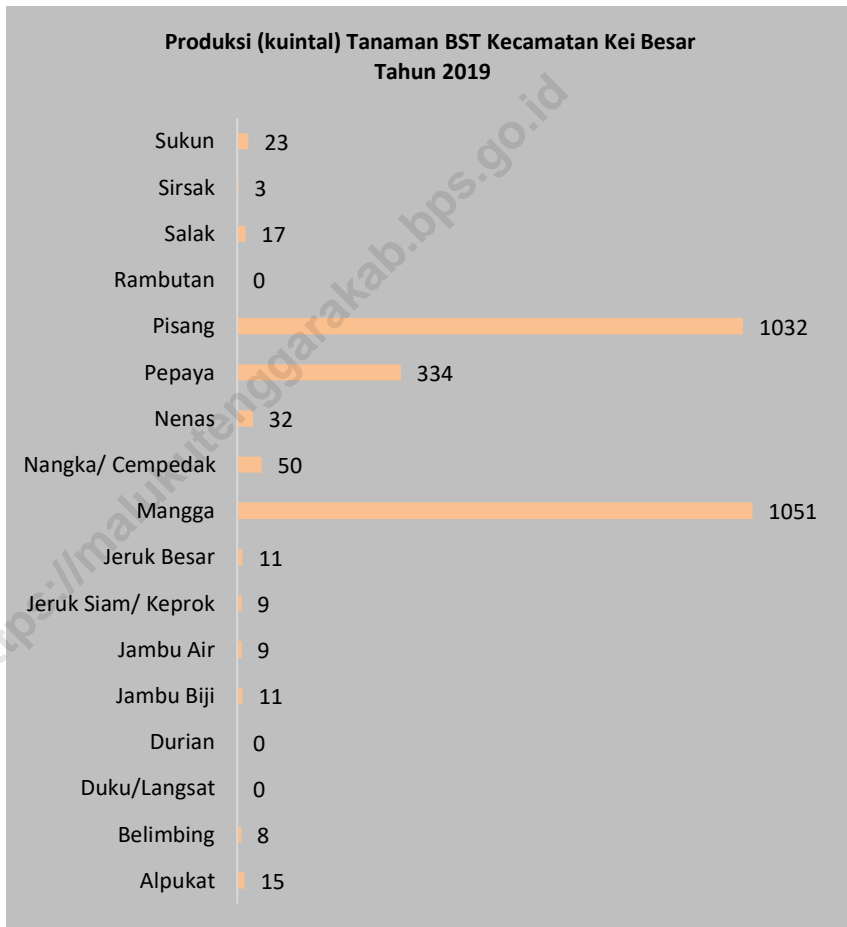 Produksi (kuintal) Tanaman BST Kecamatan Kei Besar
Tahun 2019
Sukun 23
Sirsak 3
Salak 17
Rambutan 0
Pisang 1032
Pepaya 334
Nenas 32
Nangka/ Cempedak 50
Mangga 1051
Jeruk Besar 11
Jeruk Siam/ Keprok 9
Jambu Air 9
Jambu Biji 11
Durian 0
Duku/Langsat 0
Belimbing 8
Alpukat 15
https://malukutenggarakab.bps.go.id